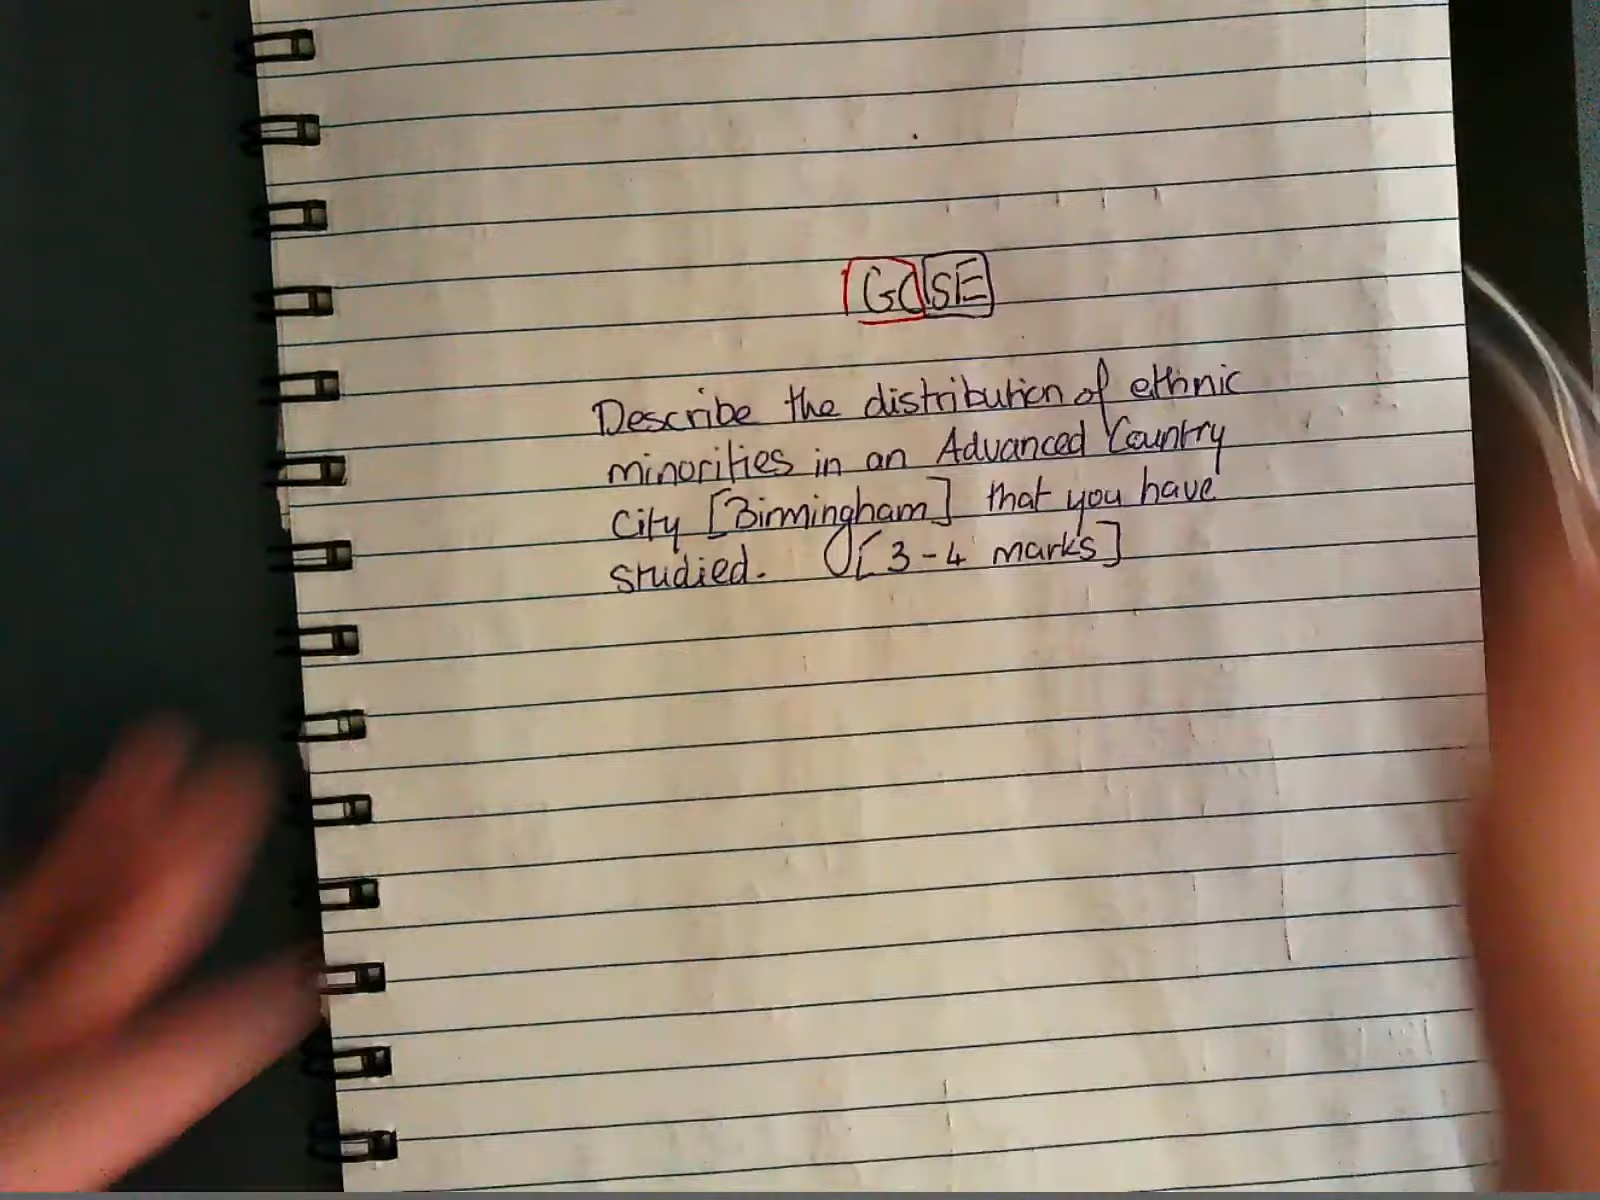 GCSE
Describe the distribution of ethnic
minorities in an Advanced Country
City [Birmingham] that you have
studied. [3-4 marks]